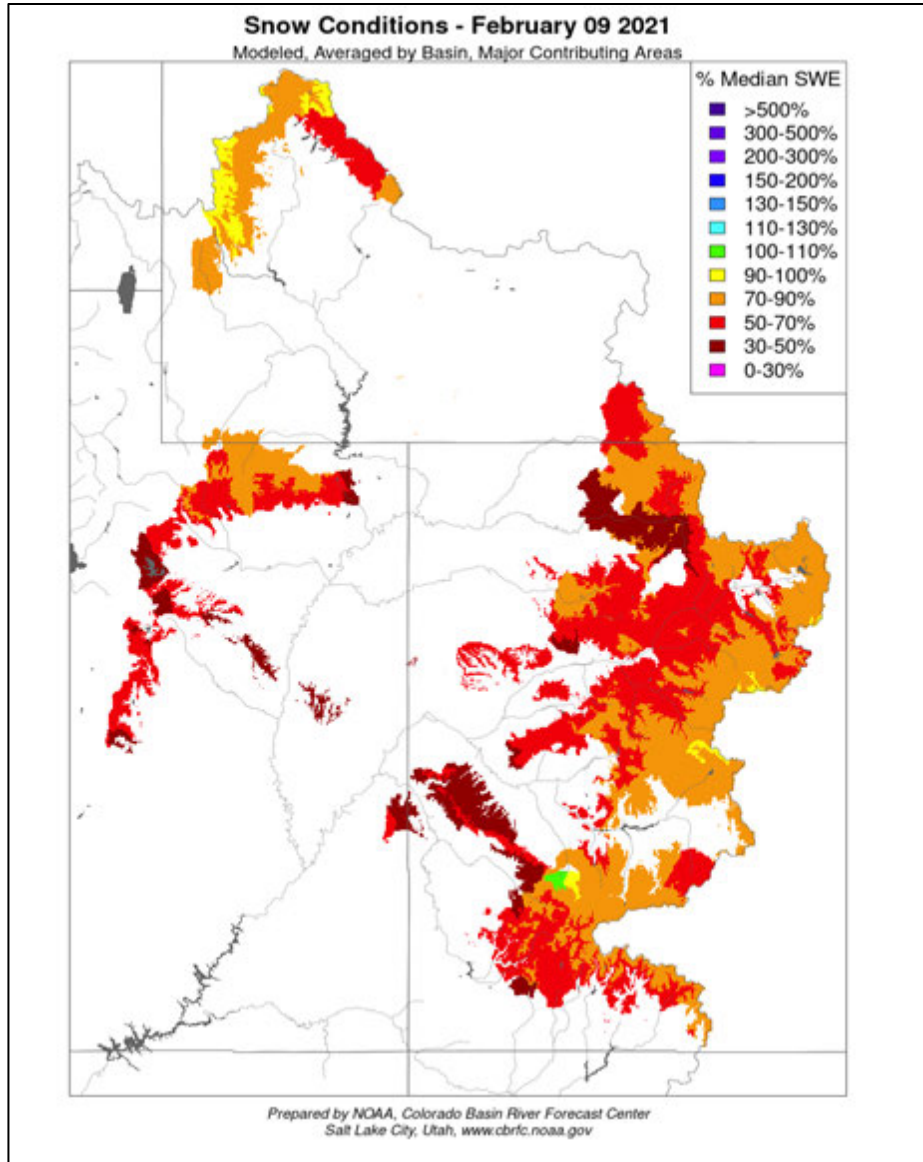 Snow Conditions - February 09 2021
Modeled, Averaged by Basin, Major Contributing Areas
% Median SWE
>500%
300-500%
200-300%
150-200%
130-150%
110-130%
100-110%
90-100%
70-90%
50-70%
30-50%
0-30%
Prepared by NOAA, Colorado Basin River Forecast Center
Salt Lake City, Utah, www.cbrfc.noaa.gov